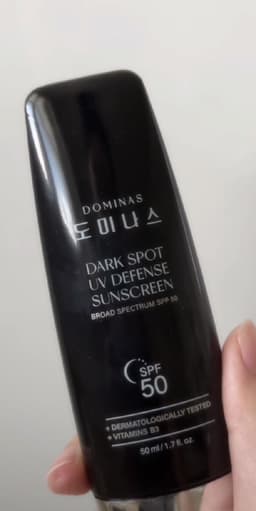 DOMINAS
도미나스
DARK SPOT
UV DEFENSE
SUNSCREEN
BROAD SPECTRUM SPF 50
SPF
50
+ DERMATOLOGICALLY TESTED
+ VITAMINS B3
50 ml / 1.7 fl. oz.